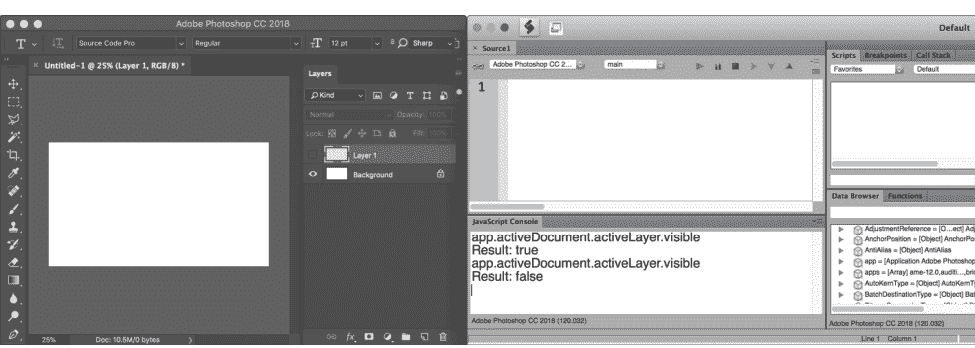 Adobe Photoshop CC 2018
Source Code Pro
Regular
12 pt
Sharp
Untitled-1 @ 25% (Layer 1, RGB/8) *
Layers
Kind
Normal
Opacity: 100%
Lock:
Fill: 100%
Layer 1
Background
fx
25%
Doc: 10.5M/0 bytes
Default
Source1
Adobe Photoshop CC 2...
main
1
JavaScript Console
app.activeDocument.activeLayer.visible
Result: true
app.activeDocument.activeLayer.visible
Result: false
Adobe Photoshop CC 2018 (120.032)
Scripts Breakpoints Call Stack
Favorites
Default
Data Browser Functions
AdjustmentReference = [O...ect] Adj
AnchorPosition = [Object] AnchorPos
AntiAlias = [Object] AntiAlias
app = [Application Adobe Photoshop
apps = [Array] ame-12.0,auditi...,brid
AutoKernType = [Object] AutoKernTy
BatchDestinationType = [Object] Bat
Adobe Photoshop CC 2018 (120.032)
Line 1 Column 1